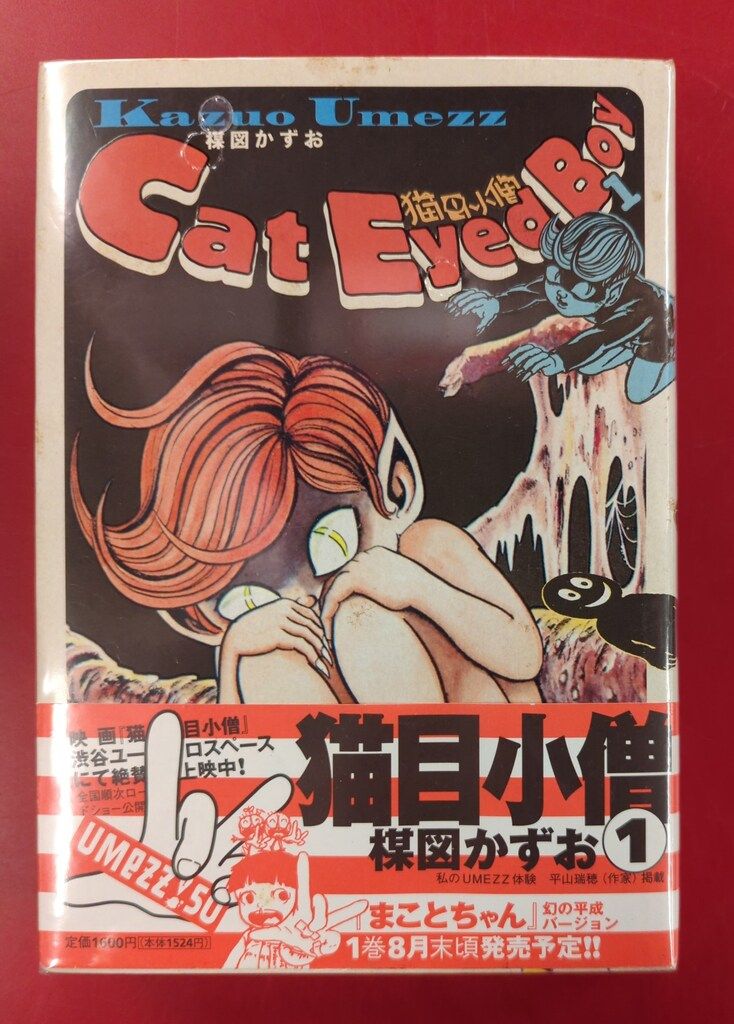 Kazuo Umezz
楳図かずお
Cat Eyed Boy
猫目小僧
1
映画『猫目小僧』
渋谷ユーロスペース
にて絶賛上映中!
全国順次ロー
ドショー公開
UMEZZ.50
猫目小僧
楳図かずお 1
私のUMEZZ体験 平山瑞穂(作家)掲載
『まことちゃん』幻の平成
バージョン
1巻8月末頃発売予定!!
定価1600円(本体1524円)